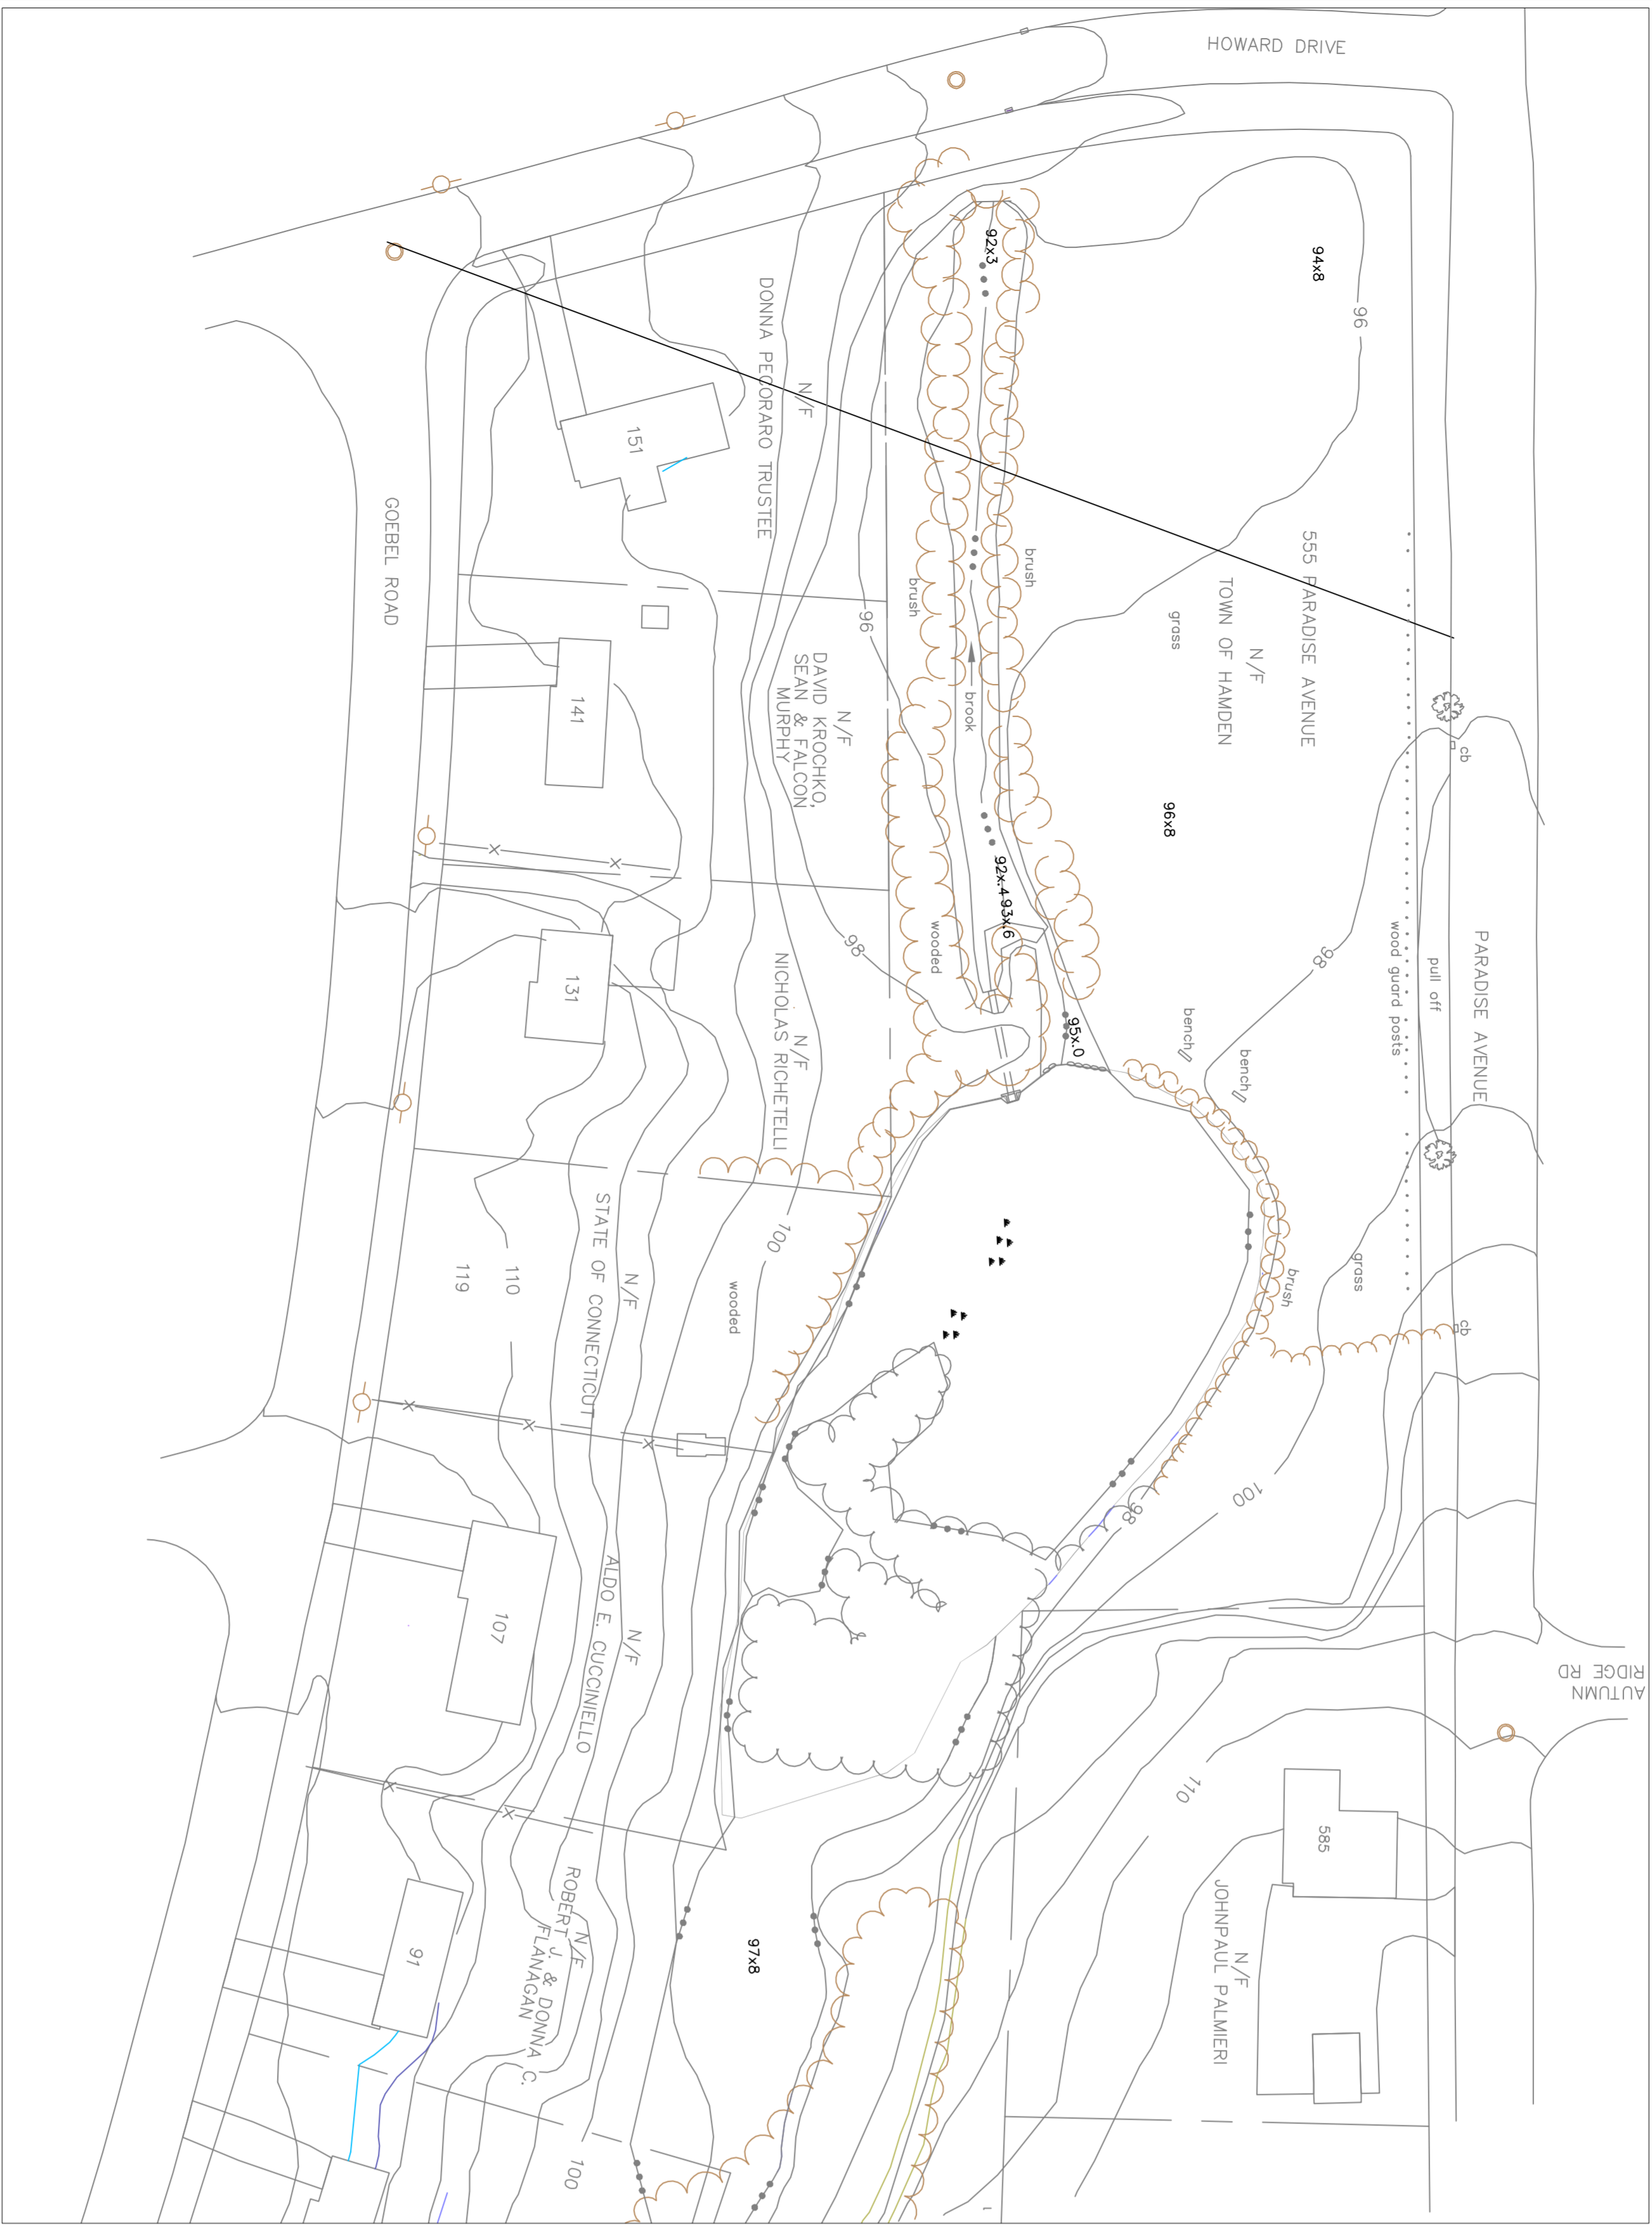 HOWARD DRIVE
94x8
96
92x3
N/F
DONNA PECORARO TRUSTEE
151
GOEBEL ROAD
555 PARADISE AVENUE
N/F
TOWN OF HAMDEN
grass
brush
brush
96
brook
N/F
DAVID KROCHKO,
SEAN & FALCON
MURPHY
141
cb
96x8
92x.4
93x.6
wooded
98
98
PARADISE AVENUE
pull off
wood guard posts
bench
bench
95x.0
N/F
NICHOLAS RICHETELLI
131
100
grass
brush
cb
wooded
N/F
STATE OF CONNECTICUT
110
119
100
98
N/F
ALDO E. CUCCINIELLO
107
AUTUMN
RIDGE RD
110
585
N/F
JOHNPAUL PALMIERI
97x8
N/F
ROBERT J. & DONNA C.
FLANAGAN
91
100